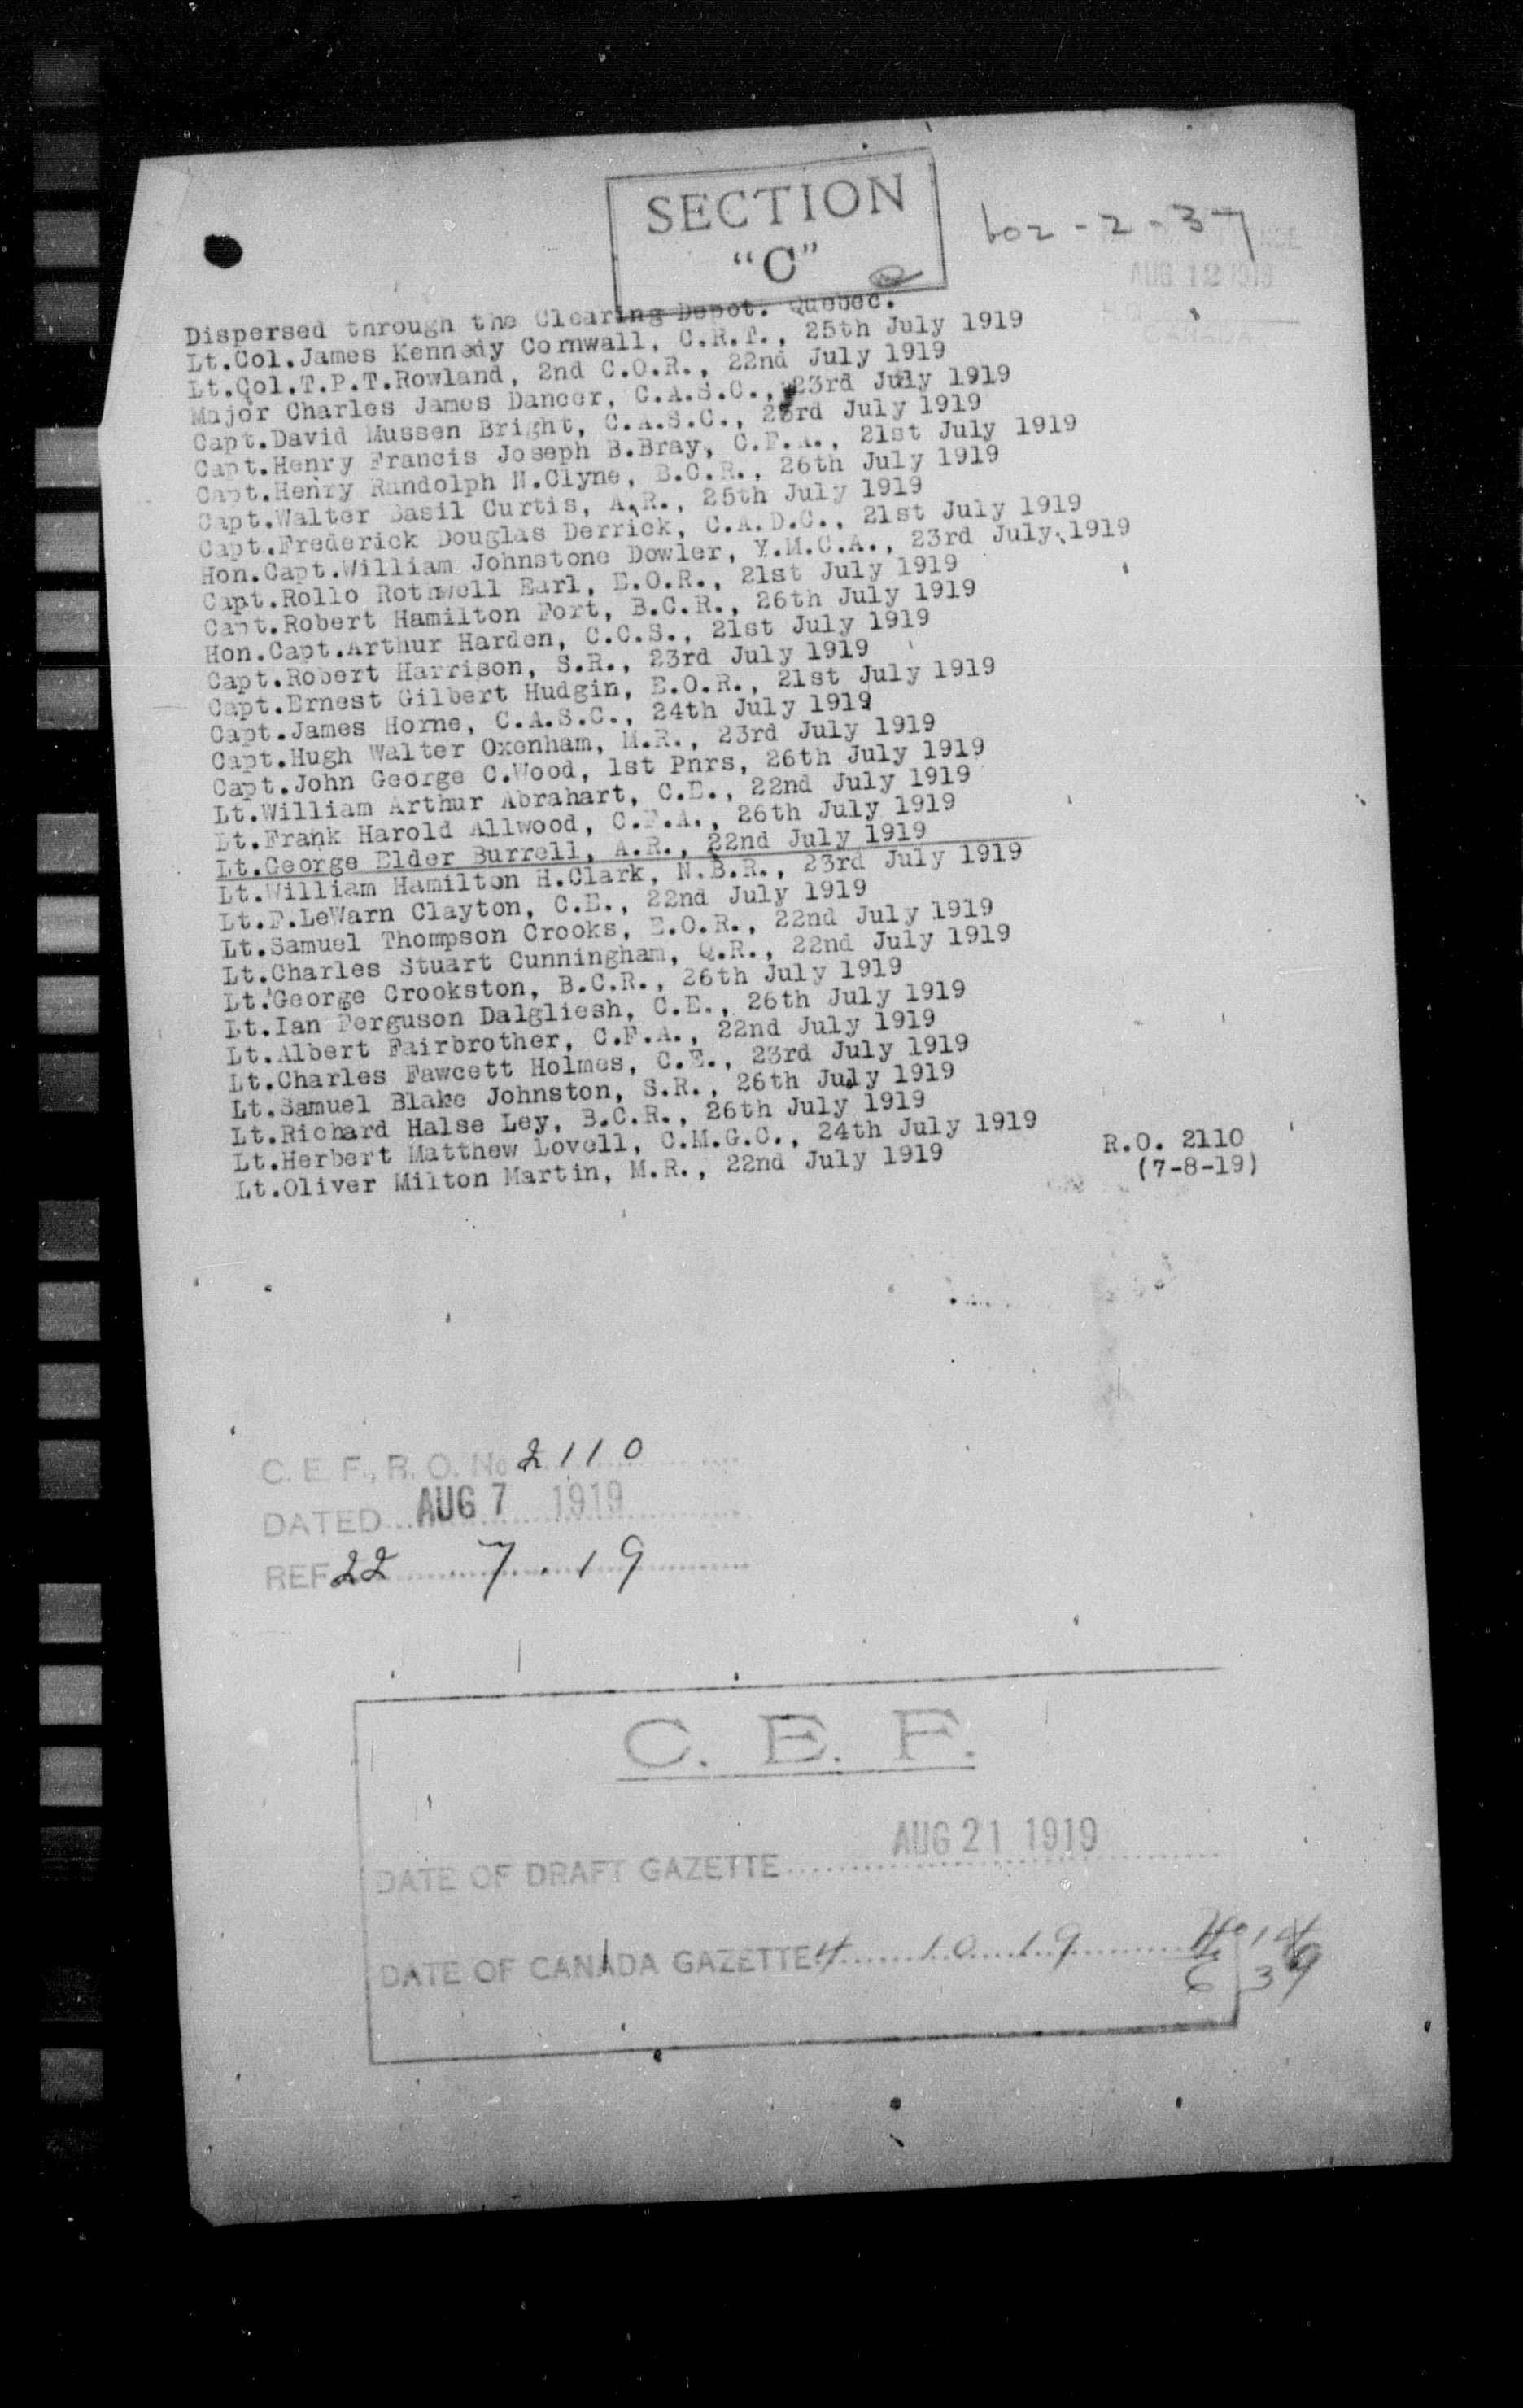 SECTION
"C"
602-2-37
AUG 12 1919
CANADA
Dispersed through the Clearing Depot. Quebec.
Lt.Col.James Kennedy Cornwall, C.R.T., 25th July 1919
Lt.Col.T.P.T.Rowland, 2nd C.O.R., 22nd July 1919
Major Charles James Dancer, C.A.S.C., 23rd July 1919
Capt.David Mussen Bright, C.A.S.C., 23rd July 1919
Capt.Henry Francis Joseph B.Bray, C.F.A., 21st July 1919
Capt.Henry Randolph N.Clyne, B.C.R., 26th July 1919
Capt.Walter Basil Curtis, A.R., 25th July 1919
Capt.Frederick Douglas Derrick, C.A.D.C., 21st July 1919
Hon.Capt.William Johnstone Dowler, Y.M.C.A., 23rd July 1919
Capt.Rollo Rothwell Earl, E.O.R., 21st July 1919
Capt.Robert Hamilton Fort, B.C.R., 26th July 1919
Hon.Capt.Arthur Harden, C.C.S., 21st July 1919
Capt.Robert Harrison, S.R., 23rd July 1919
Capt.Ernest Gilbert Hudgin, E.O.R., 21st July 1919
Capt.James Horne, C.A.S.C., 24th July 1919
Capt.Hugh Walter Oxenham, M.R., 23rd July 1919
Capt.John George C.Wood, 1st Pnrs, 26th July 1919
Lt.William Arthur Abrahart, C.E., 22nd July 1919
Lt.Frank Harold Allwood, C.F.A., 26th July 1919
Lt.George Elder Burrell, A.R., 22nd July 1919
Lt.William Hamilton H.Clark, N.B.R., 23rd July 1919
Lt.F.LeWarn Clayton, C.E., 22nd July 1919
Lt.Samuel Thompson Crooks, E.O.R., 22nd July 1919
Lt.Charles Stuart Cunningham, Q.R., 22nd July 1919
Lt.George Crookston, B.C.R., 26th July 1919
Lt.Ian Ferguson Dalgliesh, C.E., 26th July 1919
Lt.Albert Fairbrother, C.F.A., 22nd July 1919
Lt.Charles Fawcett Holmes, C.E., 23rd July 1919
Lt.Samuel Blake Johnston, S.R., 26th July 1919
Lt.Richard Halse Ley, B.C.R., 26th July 1919
Lt.Herbert Matthew Lovell, C.M.G.C., 24th July 1919
Lt.Oliver Milton Martin, M.R., 22nd July 1919
R.O. 2110
(7-8-19)
C. E. F., R. O. No 2110
DATED AUG 7 1919
REF 22 7.19
C. E. F.
DATE OF DRAFT GAZETTE AUG 21 1919
DATE OF CANADA GAZETTE 4 10 19